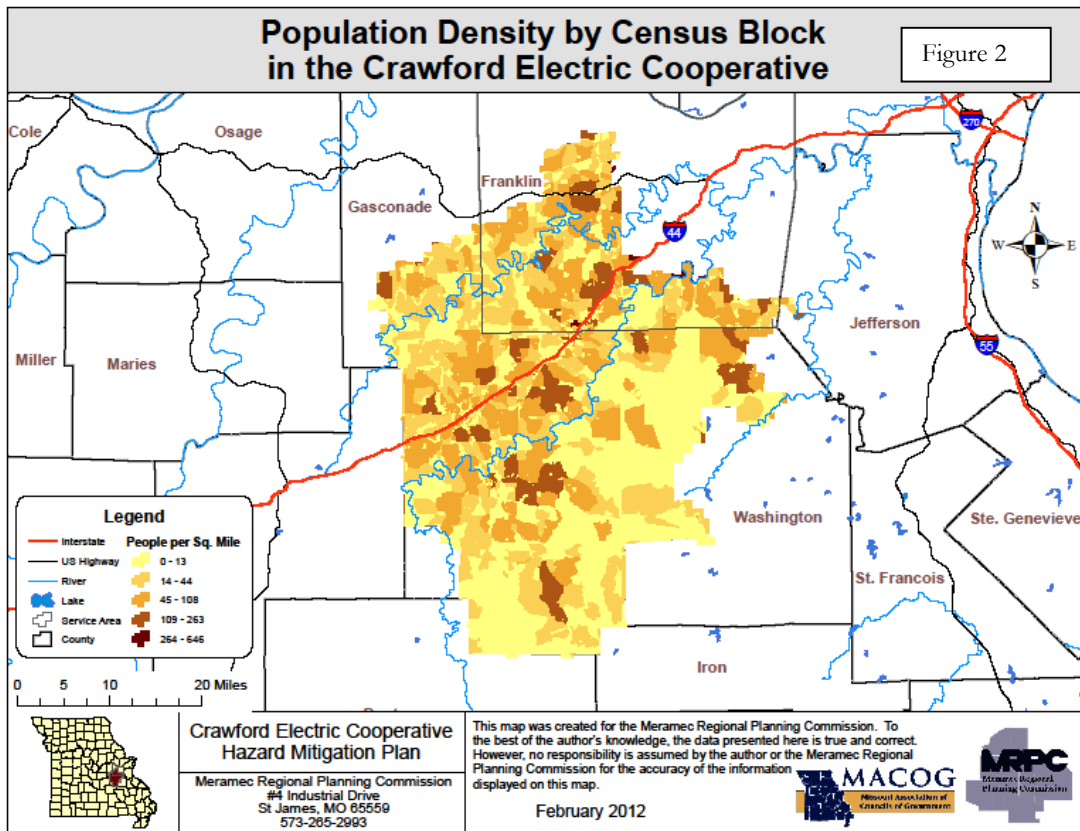 Population Density by Census Block
in the Crawford Electric Cooperative
Figure 2
Cole
Osage
270
Franklin
Gasconade
44
N
W E
S
Jefferson
55
Miller
Maries
Washington
Ste. Genevieve
St. Francois
Iron
Legend
Interstate
US Highway
River
Lake
Service Area
County
People per Sq. Mile
0 - 13
14 - 44
45 - 108
109 - 263
264 - 646
0 5 10 20 Miles
Crawford Electric Cooperative
Hazard Mitigation Plan
Meramec Regional Planning Commission
#4 Industrial Drive
St James, MO 65559
573-265-2993
This map was created for the Meramec Regional Planning Commission. To
the best of the author's knowledge, the data presented here is true and correct.
However, no responsibility is assumed by the author or the Meramec Regional
Planning Commission for the accuracy of the information
displayed on this map.
February 2012
MACOG
Missouri Association of
Councils of Government
MRPC
Meramec Regional
Planning Commission